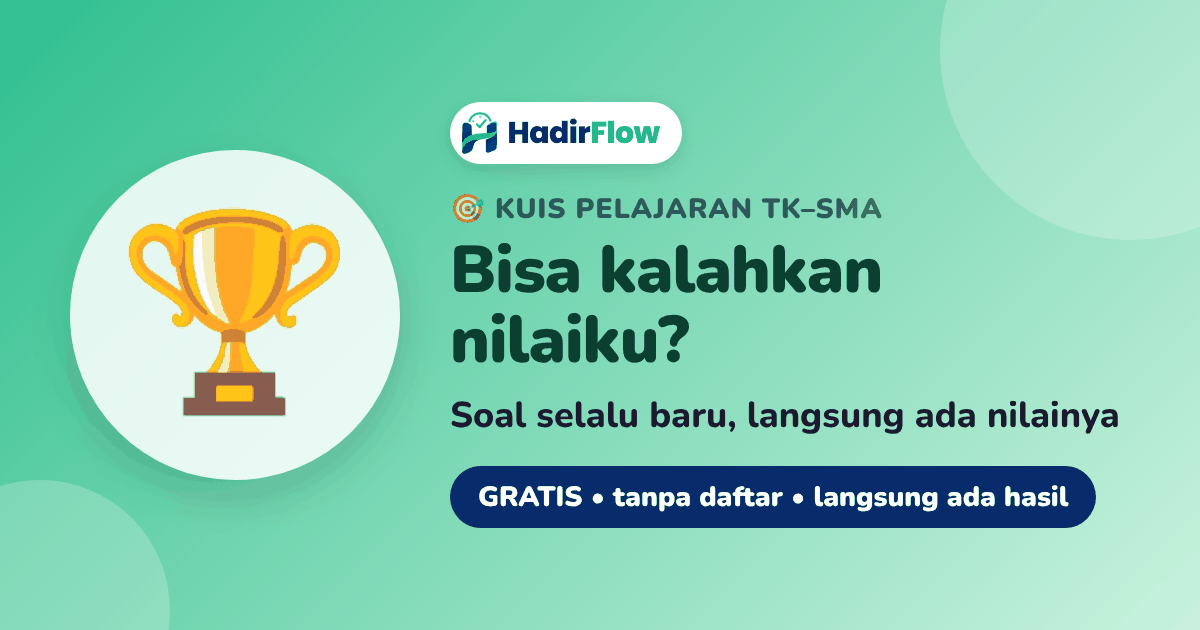 HadirFlow
🎯 KUIS PELAJARAN TK–SMA
Bisa kalahkan
nilaiku?
Soal selalu baru, langsung ada nilainya
GRATIS • tanpa daftar • langsung ada hasil